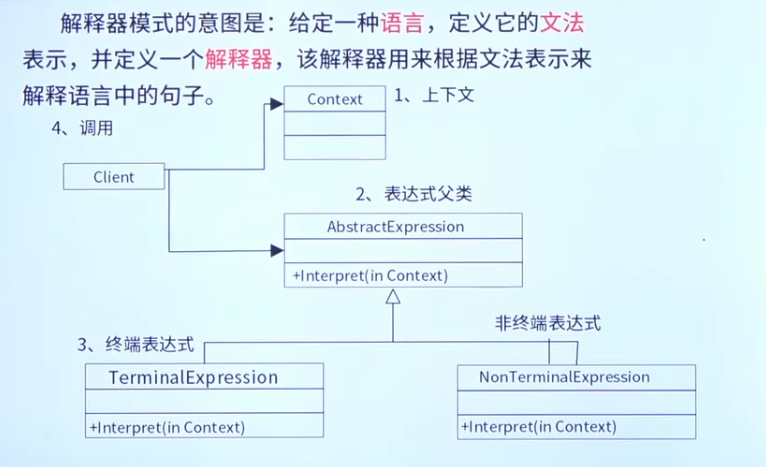 解释器模式的意图是：给定一种语言，定义它的文法
表示，并定义一个解释器，该解释器用来根据文法表示来
解释语言中的句子。
Context
1、上下文
4、调用
Client
2、表达式父类
AbstractExpression
+Interpret(in Context)
非终端表达式
3、终端表达式
TerminalExpression
NonTerminalExpression
+Interpret(in Context)
+Interpret(in Context)